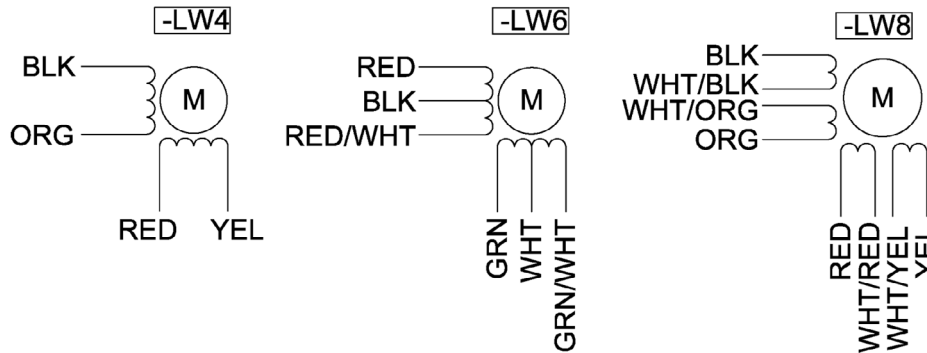 -LW4
BLK
M
ORG
RED YEL
-LW6
RED
BLK
M
RED/WHT
GRN
WHT
GRN/WHT
-LW8
BLK
WHT/BLK
M
WHT/ORG
ORG
RED
WHT/RED
WHT/YEL
YEL